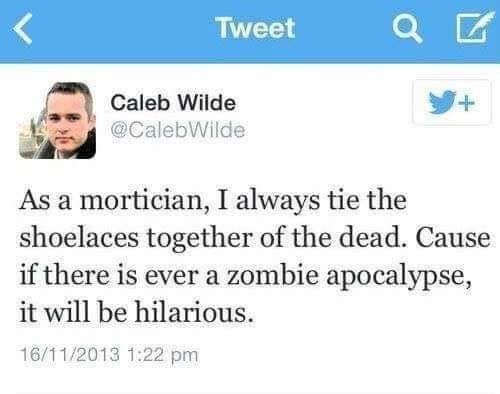 Tweet
Caleb Wilde
@CalebWilde
As a mortician, I always tie the
shoelaces together of the dead. Cause
if there is ever a zombie apocalypse,
it will be hilarious.
16/11/2013 1:22 pm